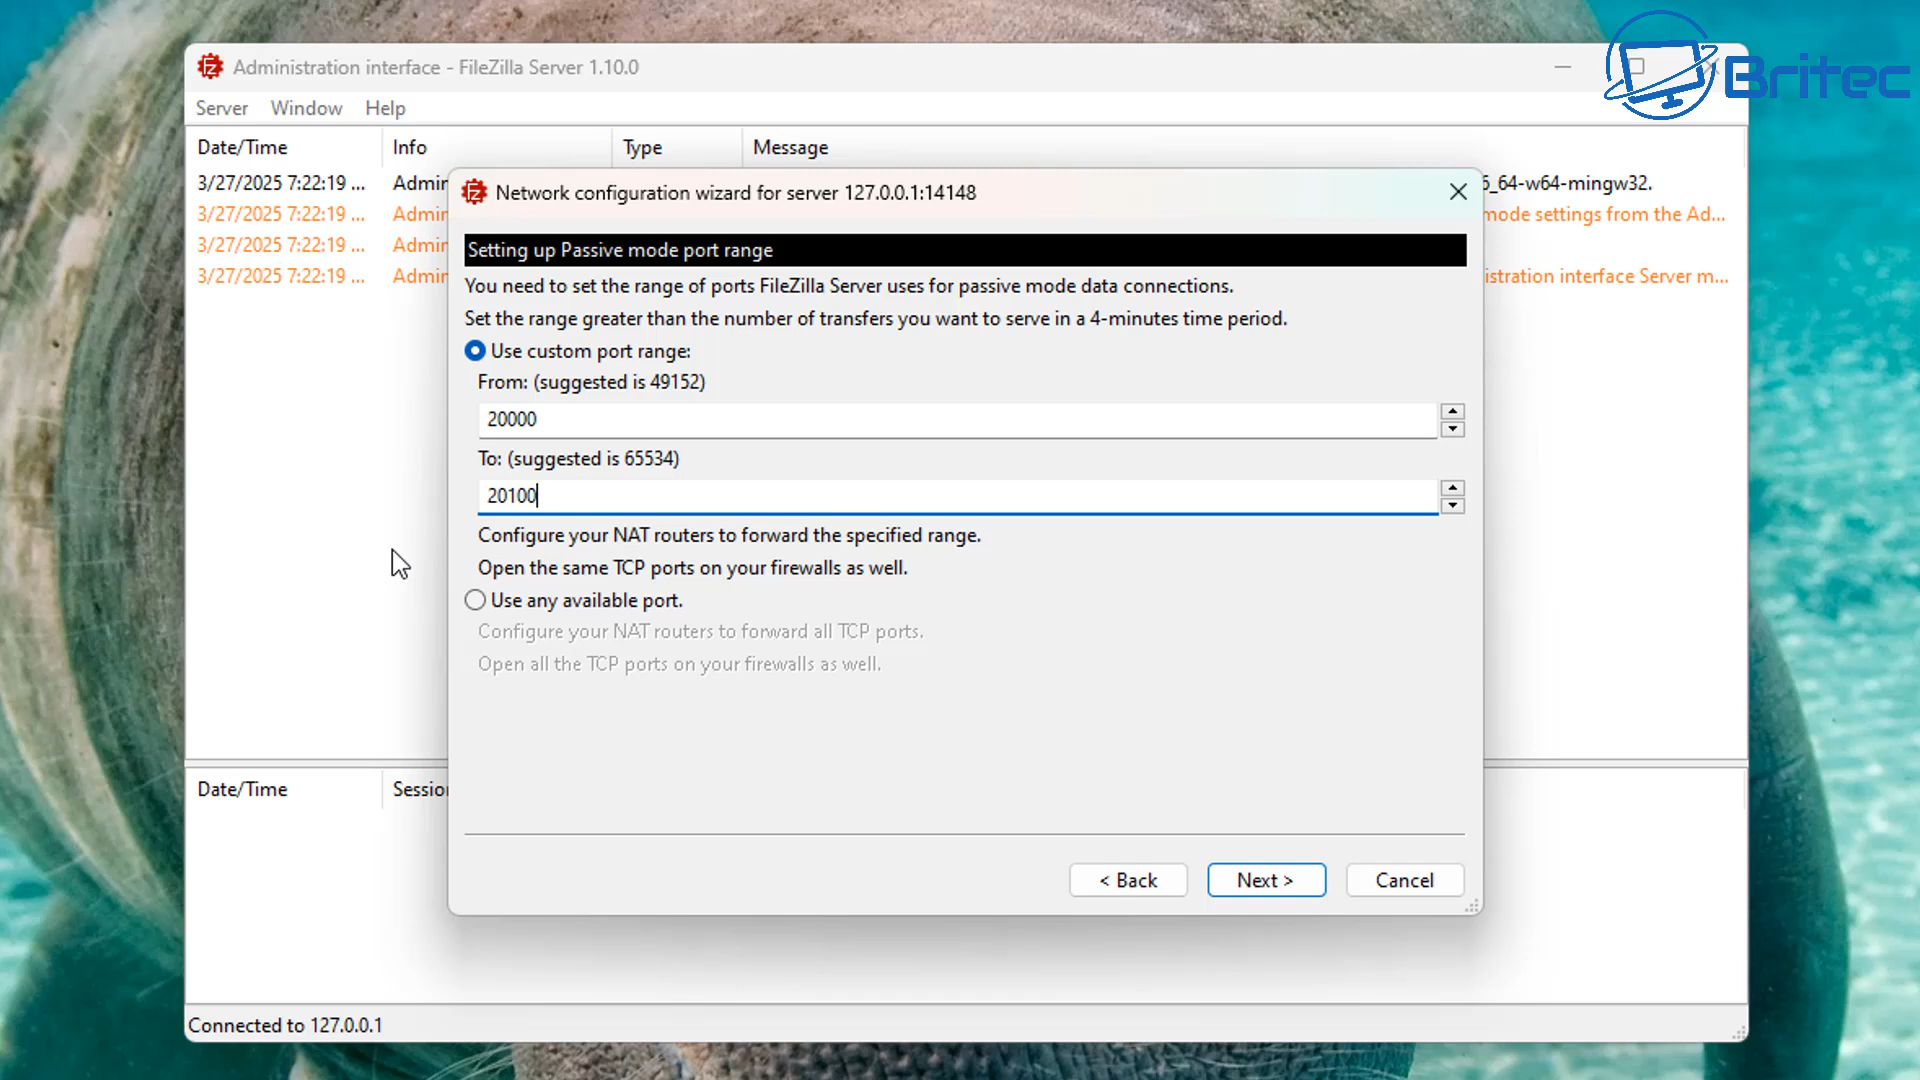 Britec
Administration interface - FileZilla Server 1.10.0
Server Window Help
Date/Time Info Type Message
3/27/2025 7:22:19 ... Admin 6_64-w64-mingw32.
3/27/2025 7:22:19 ... Admin mode settings from the Ad...
3/27/2025 7:22:19 ... Admin
3/27/2025 7:22:19 ... Admin istration interface Server m...
Network configuration wizard for server 127.0.0.1:14148
Setting up Passive mode port range
You need to set the range of ports FileZilla Server uses for passive mode data connections.
Set the range greater than the number of transfers you want to serve in a 4-minutes time period.
Use custom port range:
From: (suggested is 49152)
20000
To: (suggested is 65534)
20100
Configure your NAT routers to forward the specified range.
Open the same TCP ports on your firewalls as well.
Use any available port.
Configure your NAT routers to forward all TCP ports.
Open all the TCP ports on your firewalls as well.
Date/Time Sessio
< Back Next > Cancel
Connected to 127.0.0.1